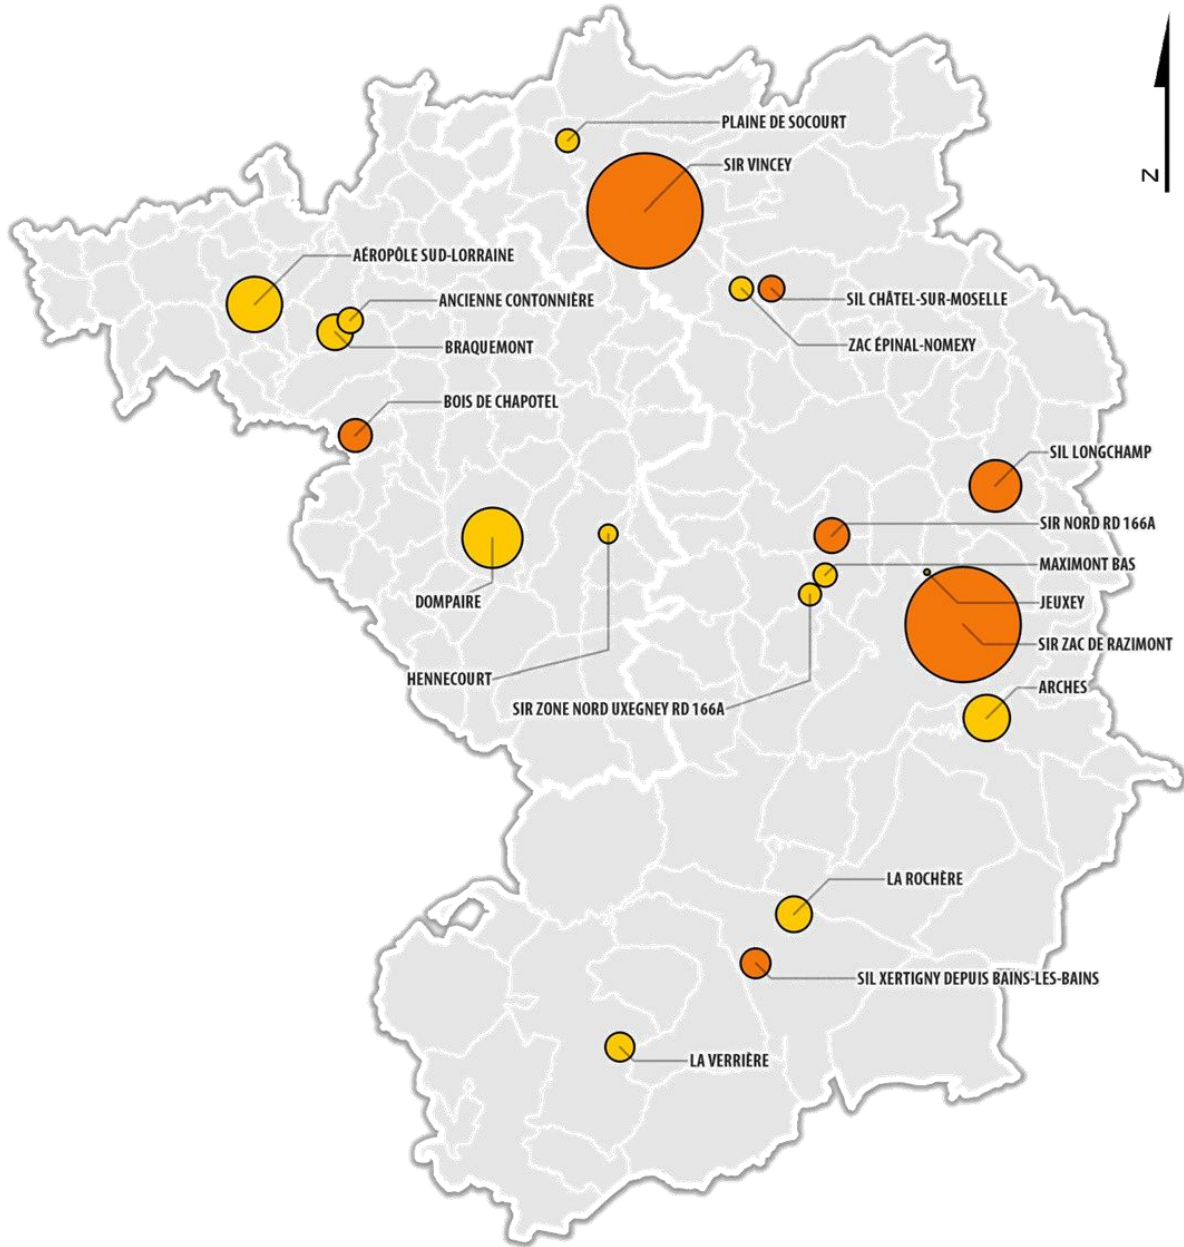 PLAINE DE SOCOURT
SIR VINCEY
AÉROPÔLE SUD-LORRAINE
ANCIENNE CONTONNIÈRE
SIL CHÂTEL-SUR-MOSELLE
BRAQUEMONT
ZAC ÉPINAL-NOMEXY
BOIS DE CHAPOTEL
SIL LONGCHAMP
SIR NORD RD 166A
MAXIMONT BAS
DOMPAIRE
JEUXEY
SIR ZAC DE RAZIMONT
HENNECOURT
ARCHES
SIR ZONE NORD UXEGNEY RD 166A
LA ROCHÈRE
SIL XERTIGNY DEPUIS BAINS-LES-BAINS
LA VERRIÈRE
N